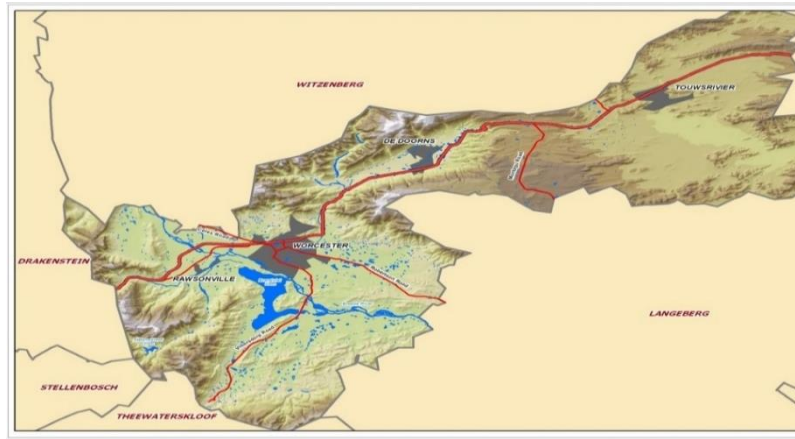 WITZENBERG
TOUWSRIVIER
DE DOORNS
WORCESTER
DRAKENSTEIN
RAWSONVILLE
LANGEBERG
STELLENBOSCH
THEEWATERSKLOOF